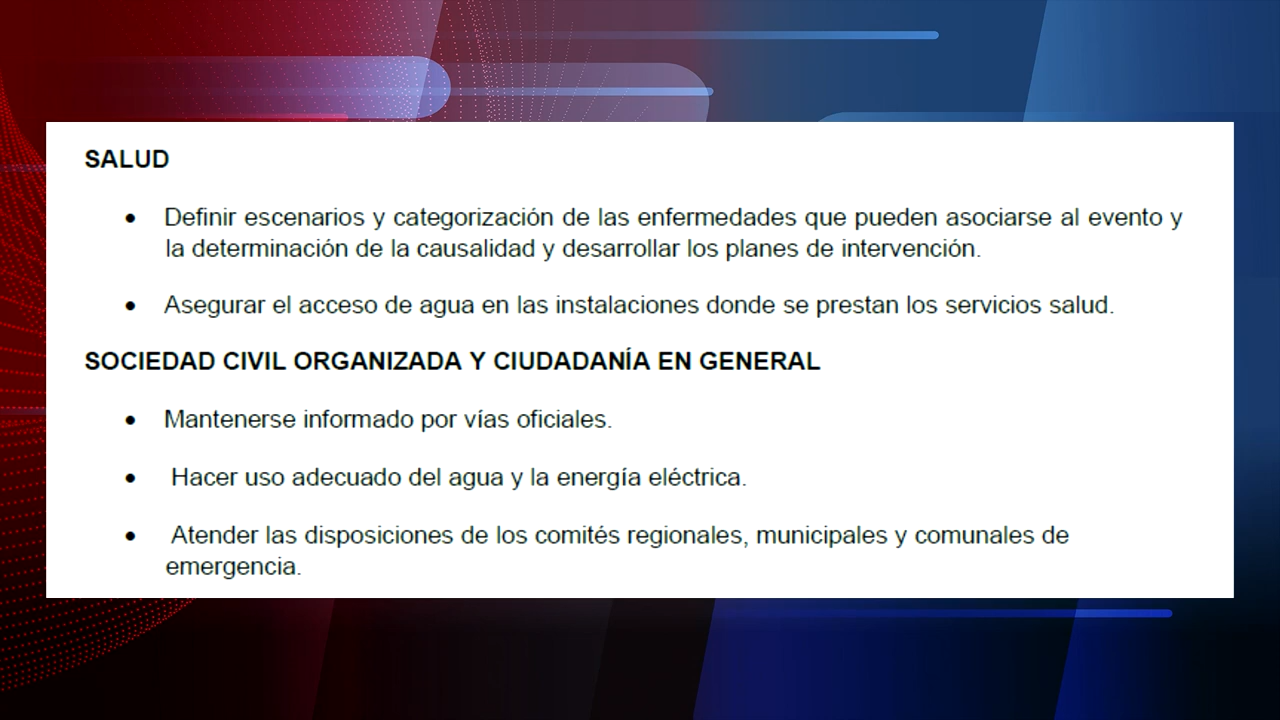 SALUD
• Definir escenarios y categorización de las enfermedades que pueden asociarse al evento y
la determinación de la causalidad y desarrollar los planes de intervención.
• Asegurar el acceso de agua en las instalaciones donde se prestan los servicios salud.
SOCIEDAD CIVIL ORGANIZADA Y CIUDADANÍA EN GENERAL
• Mantenerse informado por vías oficiales.
• Hacer uso adecuado del agua y la energía eléctrica.
• Atender las disposiciones de los comités regionales, municipales y comunales de
emergencia.